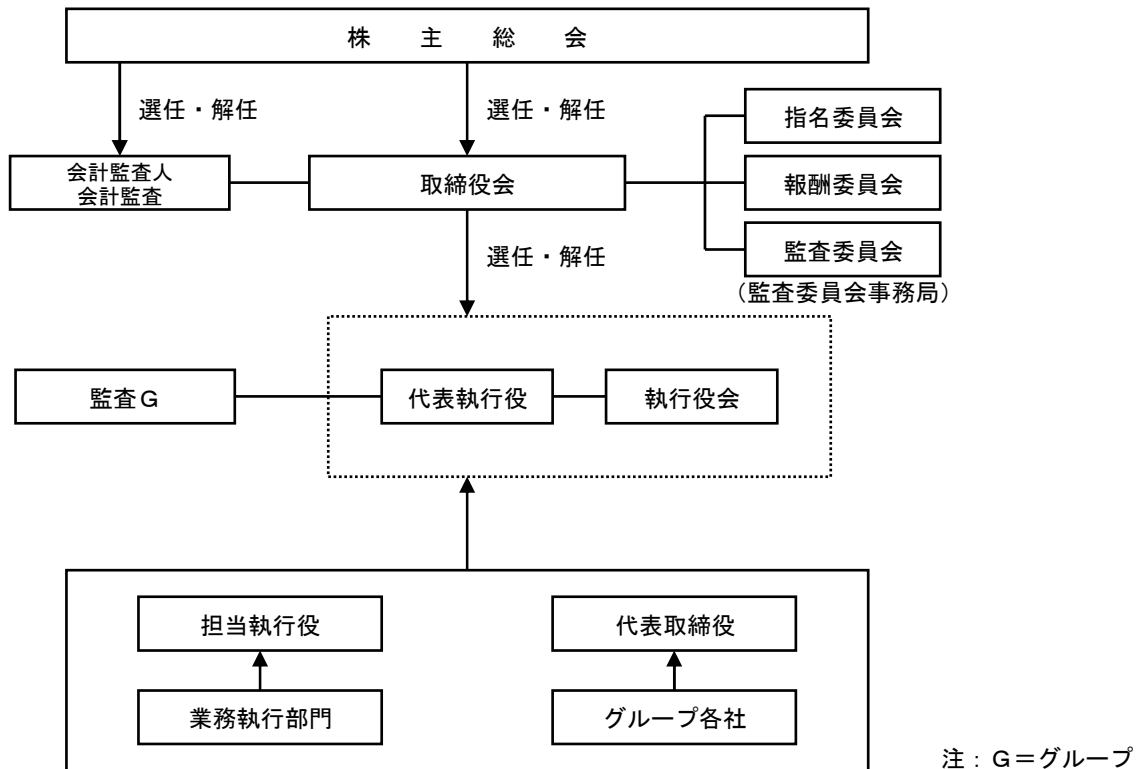 株 主 総 会
選任・解任
選任・解任
指名委員会
会計監査人
会計監査
取締役会
報酬委員会
選任・解任
監査委員会
(監査委員会事務局)
監査G
代表執行役
執行役会
担当執行役
代表取締役
業務執行部門
グループ各社
注:G=グループ